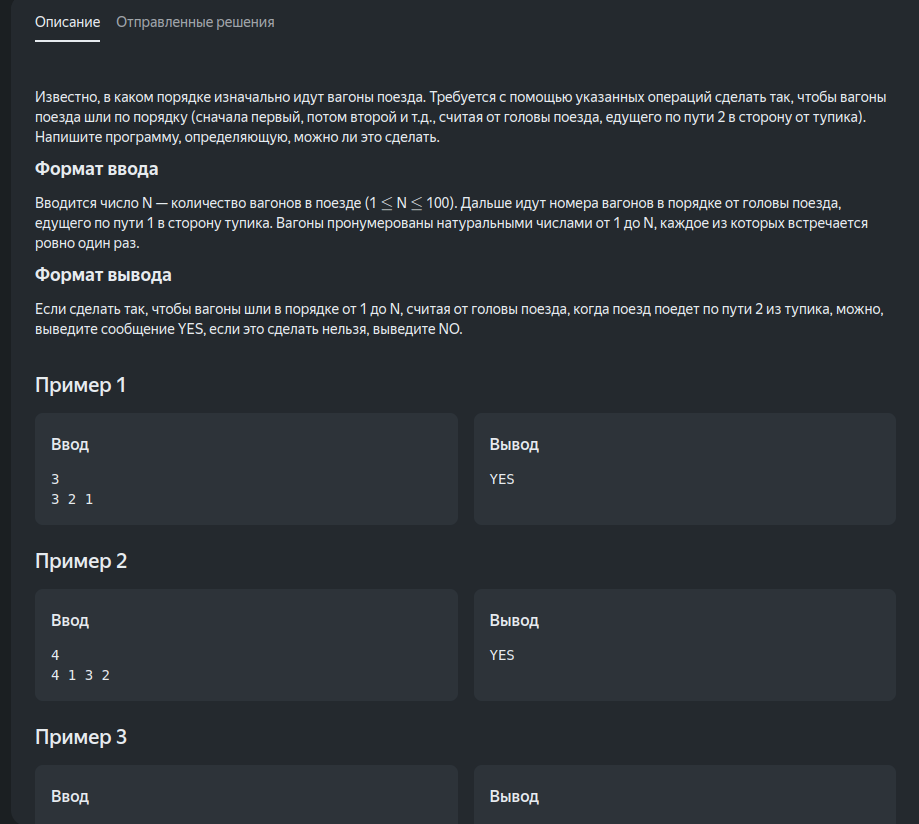 Описание Отправленные решения
Известно, в каком порядке изначально идут вагоны поезда. Требуется с помощью указанных операций сделать так, чтобы вагоны
поезда шли по порядку (сначала первый, потом второй и т.д., считая от головы поезда, едущего по пути 2 в сторону от тупика).
Напишите программу, определяющую, можно ли это сделать.
Формат ввода
Вводится число N — количество вагонов в поезде (1 ≤ N ≤ 100). Дальше идут номера вагонов в порядке от головы поезда,
едущего по пути 1 в сторону тупика. Вагоны пронумерованы натуральными числами от 1 до N, каждое из которых встречается
ровно один раз.
Формат вывода
Если сделать так, чтобы вагоны шли в порядке от 1 до N, считая от головы поезда, когда поезд поедет по пути 2 из тупика, можно,
выведите сообщение YES, если это сделать нельзя, выведите NO.
Пример 1
Ввод Вывод
3 YES
3 2 1
Пример 2
Ввод Вывод
4 YES
4 1 3 2
Пример 3
Ввод Вывод